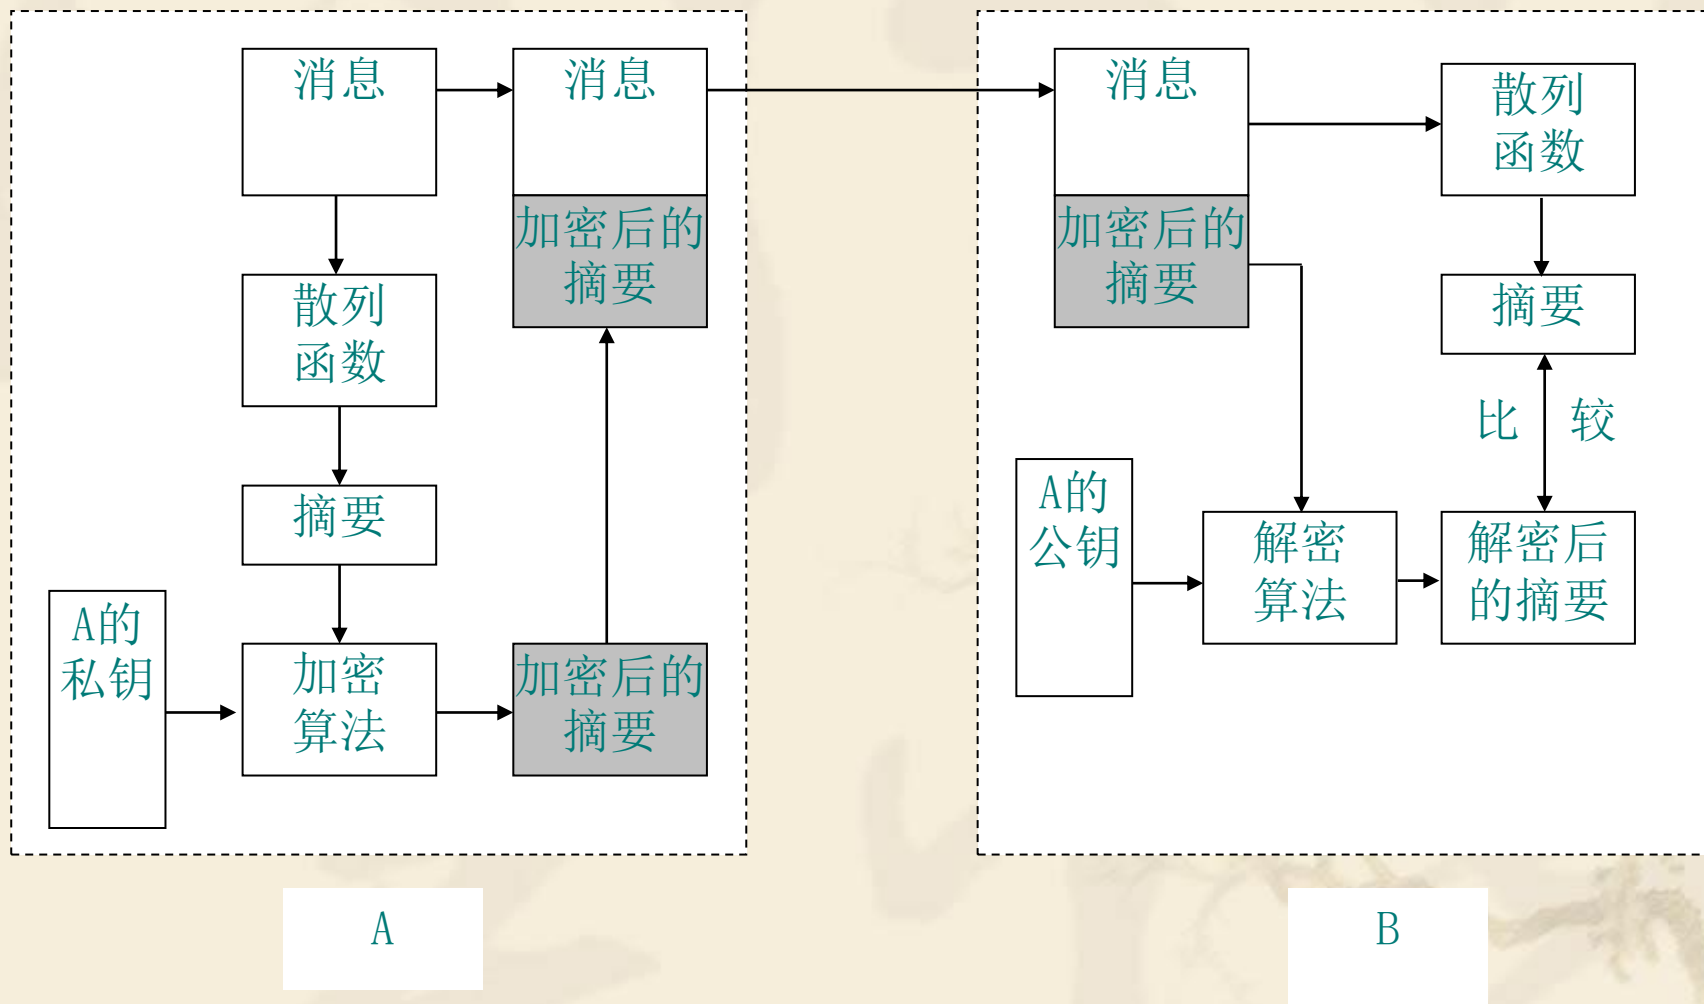 消息
消息
加密后的
摘要
散列
函数
摘要
A的
私钥
加密
算法
加密后的
摘要
消息
加密后的
摘要
散列
函数
摘要
比 较
A的
公钥
解密
算法
解密后
的摘要
A
B